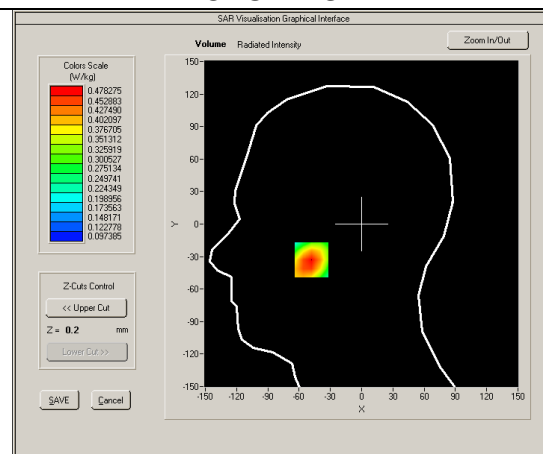 SAR Visualisation Graphical Interface
Volume Radiated Intensity
Zoom In/Out
Colors Scale
(W/kg)
0.478275
0.452883
0.427490
0.402097
0.376705
0.351312
0.325919
0.300527
0.275134
0.249741
0.224349
0.198956
0.173563
0.148171
0.122778
0.097385
Z-Cuts Control
<< Upper Cut
Z = 0.2 mm
Lower Cut >>
SAVE Cancel
150
120
90
60
30
0
-30
-60
-90
-120
-150
Y
-150 -120 -90 -60 -30 0 30 60 90 120 150
X